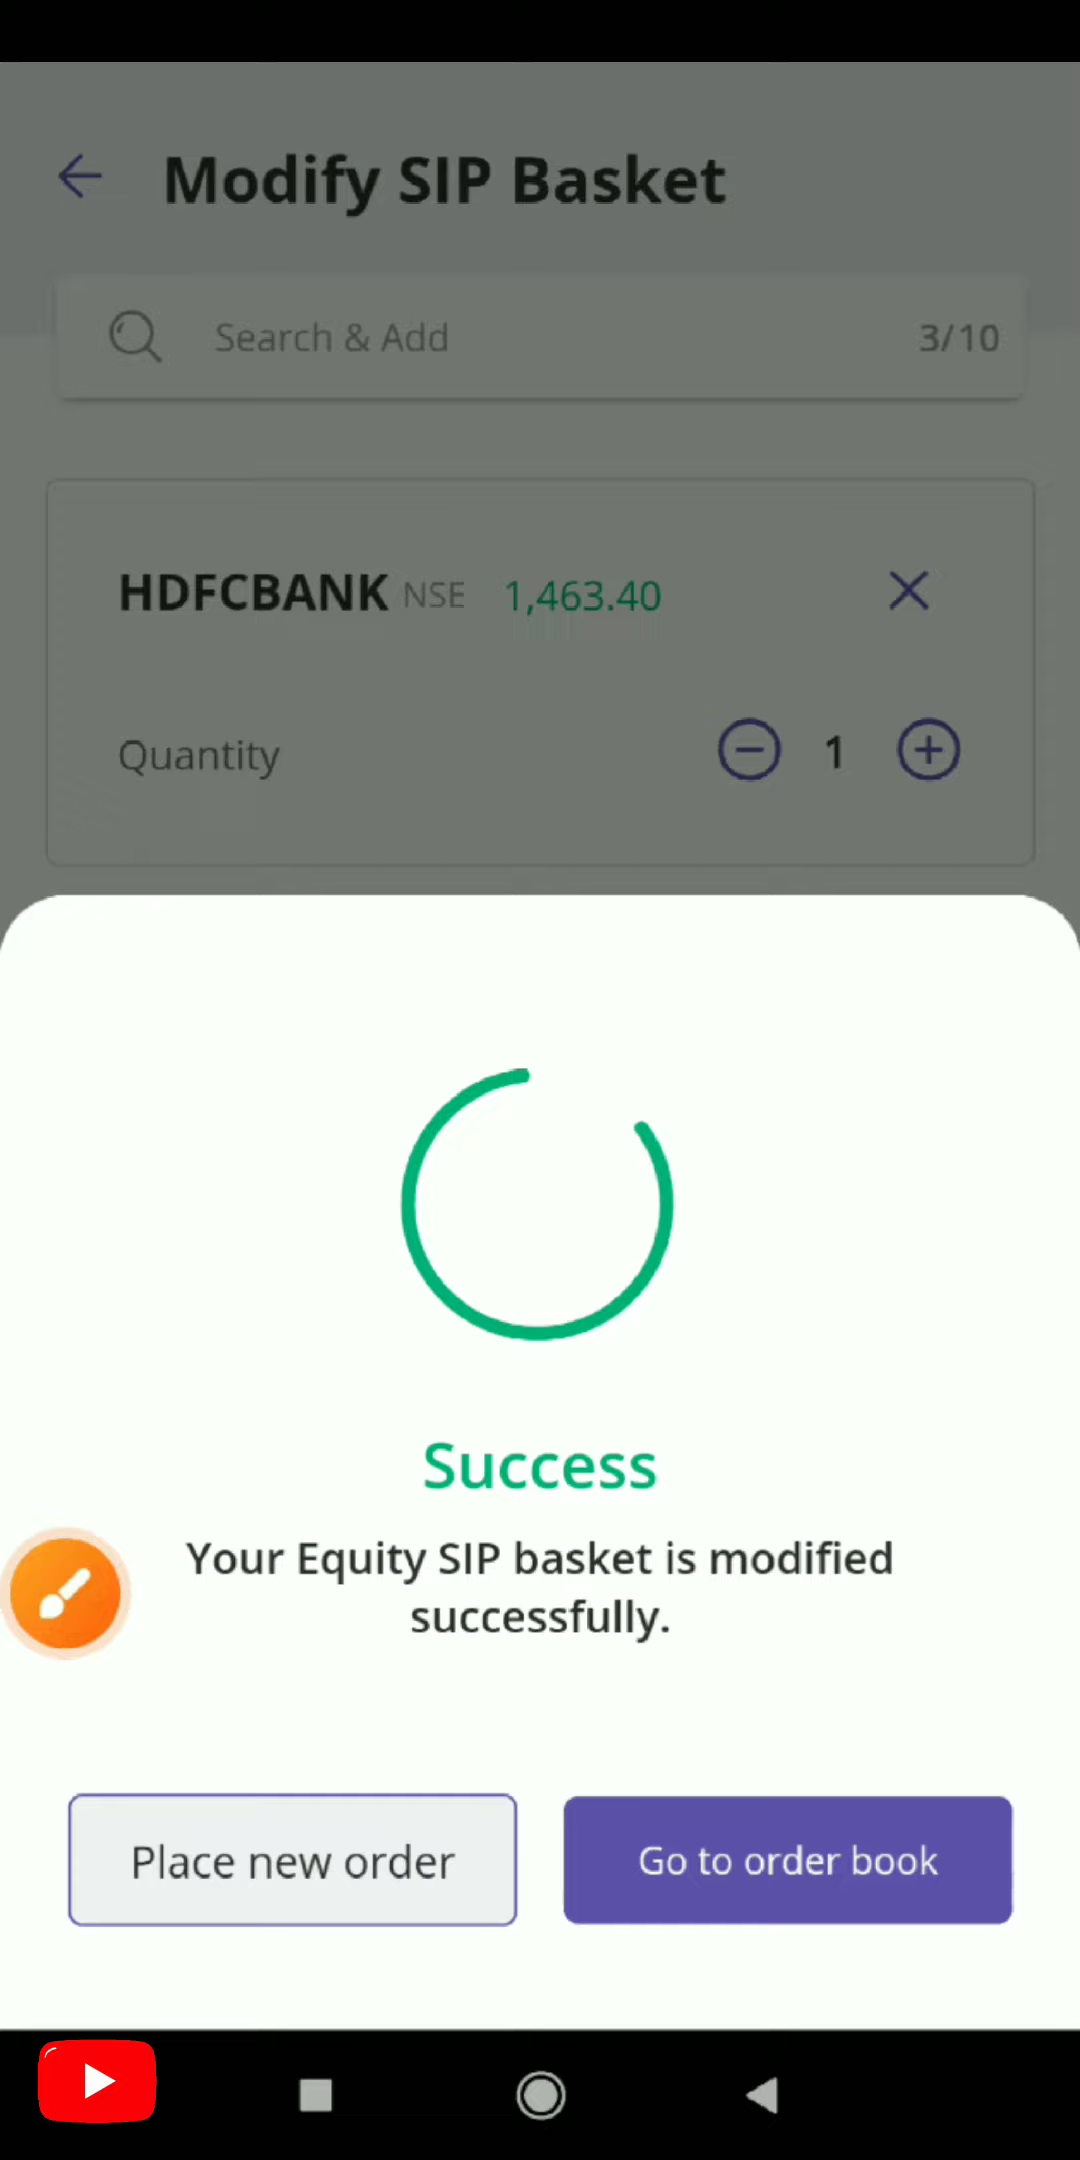 Modify SIP Basket
Search & Add 3/10
HDFCBANK NSE 1,463.40
Quantity 1
Success
Your Equity SIP basket is modified
successfully.
Place new order Go to order book